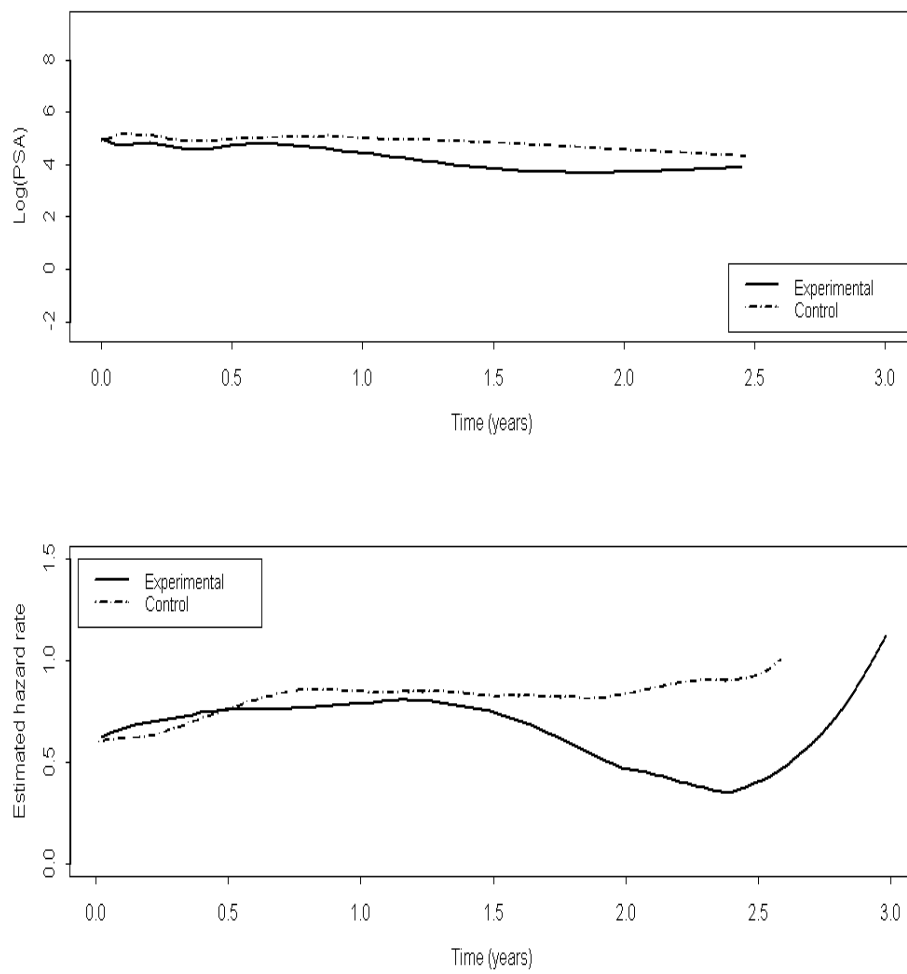 Log(PSA)
8
6
4
2
0
-2
Experimental
Control
0.0 0.5 1.0 1.5 2.0 2.5 3.0
Time (years)
Estimated hazard rate
1.5
1.0
0.5
0.0
Experimental
Control
0.0 0.5 1.0 1.5 2.0 2.5 3.0
Time (years)